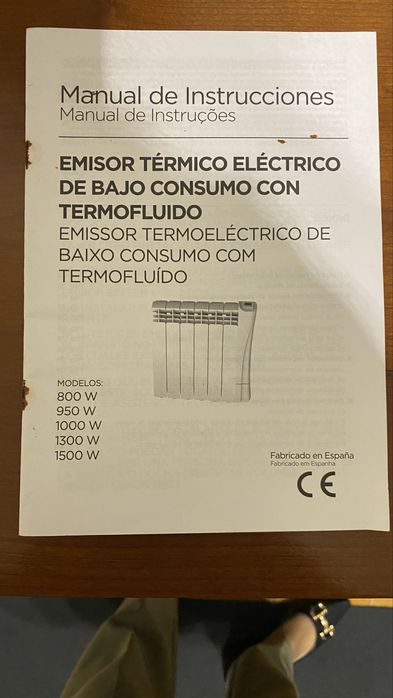 Manual de Instrucciones
Manual de Instruções
EMISOR TÉRMICO ELÉCTRICO
DE BAJO CONSUMO CON
TERMOFLUIDO
EMISSOR TERMOELÉCTRICO DE
BAIXO CONSUMO COM
TERMOFLUÍDO
MODELOS:
800 W
950 W
1000 W
1300 W
1500 W
Fabricado en España
Fabricado em Espanha
CE